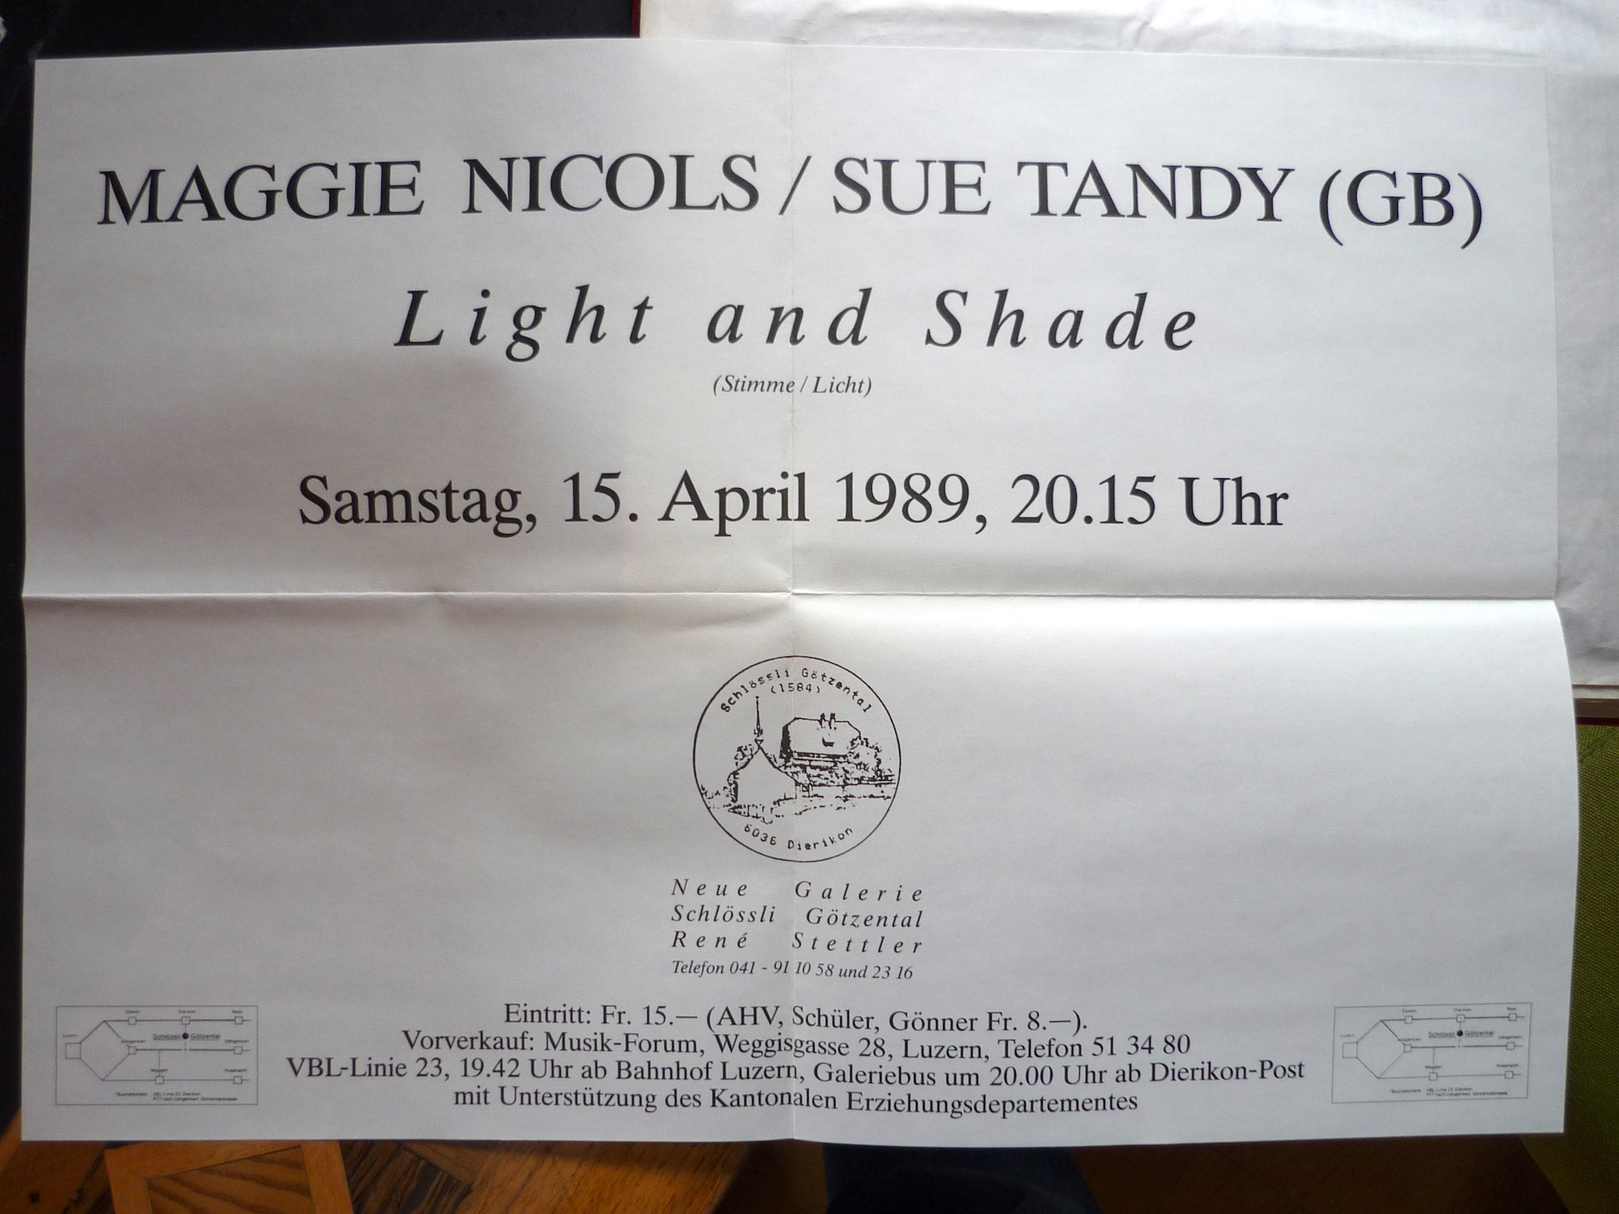 MAGGIE NICOLS / SUE TANDY (GB)
Light and Shade
(Stimme / Licht)
Samstag, 15. April 1989, 20.15 Uhr
Schlössli Götzental
(1584)
6036 Dierikon
Neue Galerie
Schlössli Götzental
René Stettler
Telefon 041 - 91 10 58 und 23 16
Eintritt: Fr. 15.— (AHV, Schüler, Gönner Fr. 8.—).
Vorverkauf: Musik-Forum, Weggisgasse 28, Luzern, Telefon 51 34 80
VBL-Linie 23, 19.42 Uhr ab Bahnhof Luzern, Galeriebus um 20.00 Uhr ab Dierikon-Post
mit Unterstützung des Kantonalen Erziehungsdepartementes
Schlössli Götzental
Schlössli Götzental